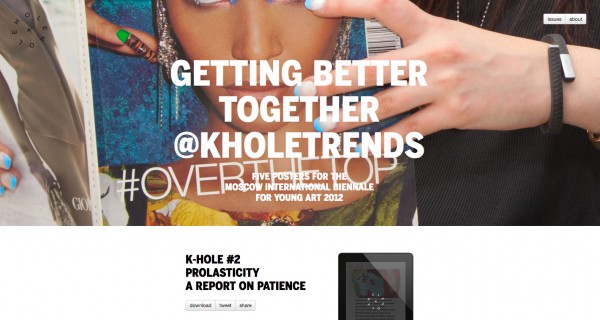 K-HOLE
issues about
GETTING BETTER
TOGETHER
@KHOLETRENDS
#OVERTHETOP
FIVE POSTERS FOR THE
MOSCOW INTERNATIONAL BIENNALE
FOR YOUNG ART 2012
K-HOLE #2
PROLASTICITY
A REPORT ON PATIENCE
download tweet share